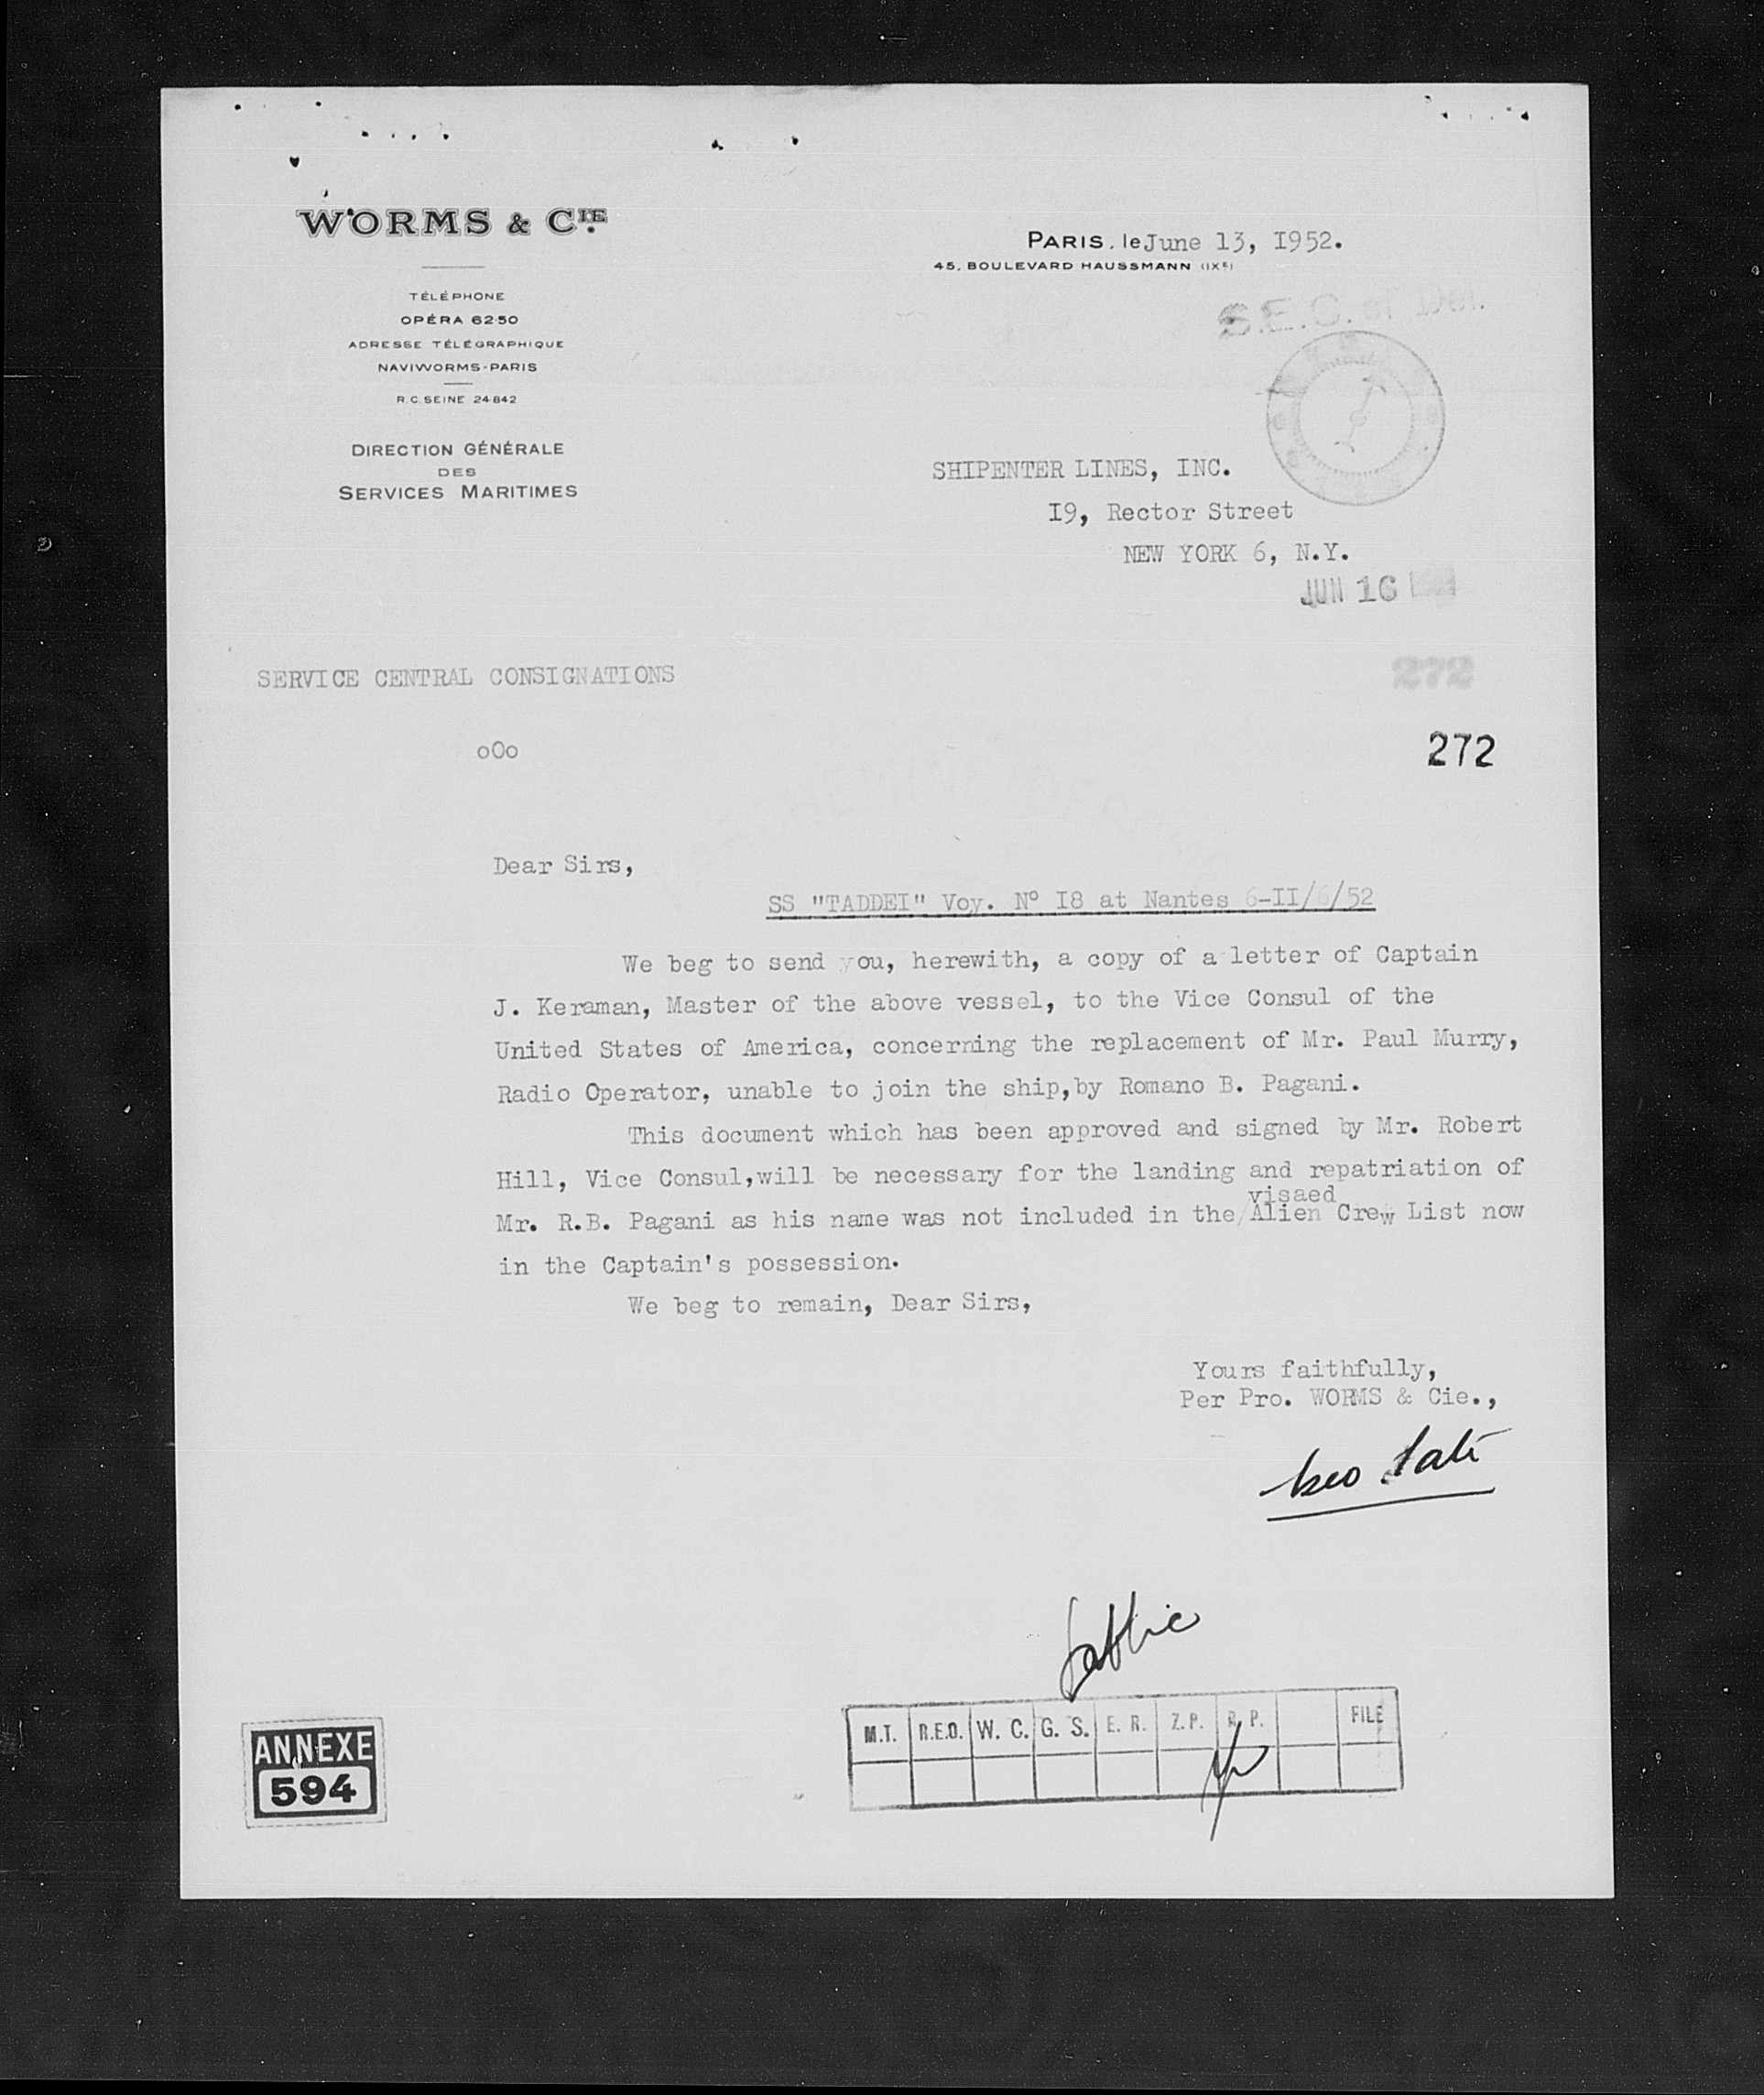 WORMS & CIE.
TÉLÉPHONE
OPÉRA 62-50
ADRESSE TÉLÉGRAPHIQUE
NAVIWORMS-PARIS
R.C. SEINE 24.842
DIRECTION GÉNÉRALE
DES
SERVICES MARITIMES
PARIS, le June 13, I952.
45, BOULEVARD HAUSSMANN (IXE)
SHIPENTER LINES, INC.
I9, Rector Street
NEW YORK 6, N.Y.
JUN 16
SERVICE CENTRAL CONSIGNATIONS
272
oOo
272
Dear Sirs,
SS "TADDEI" Voy. Nº I8 at Nantes 6-II/6/52
We beg to send you, herewith, a copy of a letter of Captain
J. Keraman, Master of the above vessel, to the Vice Consul of the
United States of America, concerning the replacement of Mr. Paul Murry,
Radio Operator, unable to join the ship,by Romano B. Pagani.
This document which has been approved and signed by Mr. Robert
Hill, Vice Consul,will be necessary for the landing and repatriation of
visaed
Mr. R.B. Pagani as his name was not included in the/Alien Crew List now
in the Captain's possession.
We beg to remain, Dear Sirs,
Yours faithfully,
Per Pro. WORMS & Cie.,
M.T. R.E.O. W. C. G. S. E. R. Z.P. R. P. FILE
ANNEXE
594